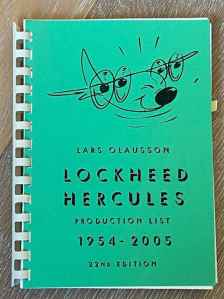 LARS OLAUSSON
LOCKHEED
HERCULES
PRODUCTION LIST
1954-2005
22ND EDITION